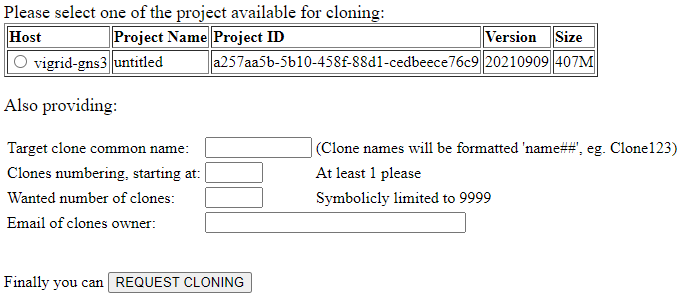 Please select one of the project available for cloning:
Host Project Name Project ID Version Size
vigrid-gns3 untitled a257aa5b-5b10-458f-88d1-cedbeece76c9 20210909 407M
Also providing:
Target clone common name: (Clone names will be formatted 'name##', eg. Clone123)
Clones numbering, starting at: At least 1 please
Wanted number of clones: Symbolicly limited to 9999
Email of clones owner:
Finally you can REQUEST CLONING